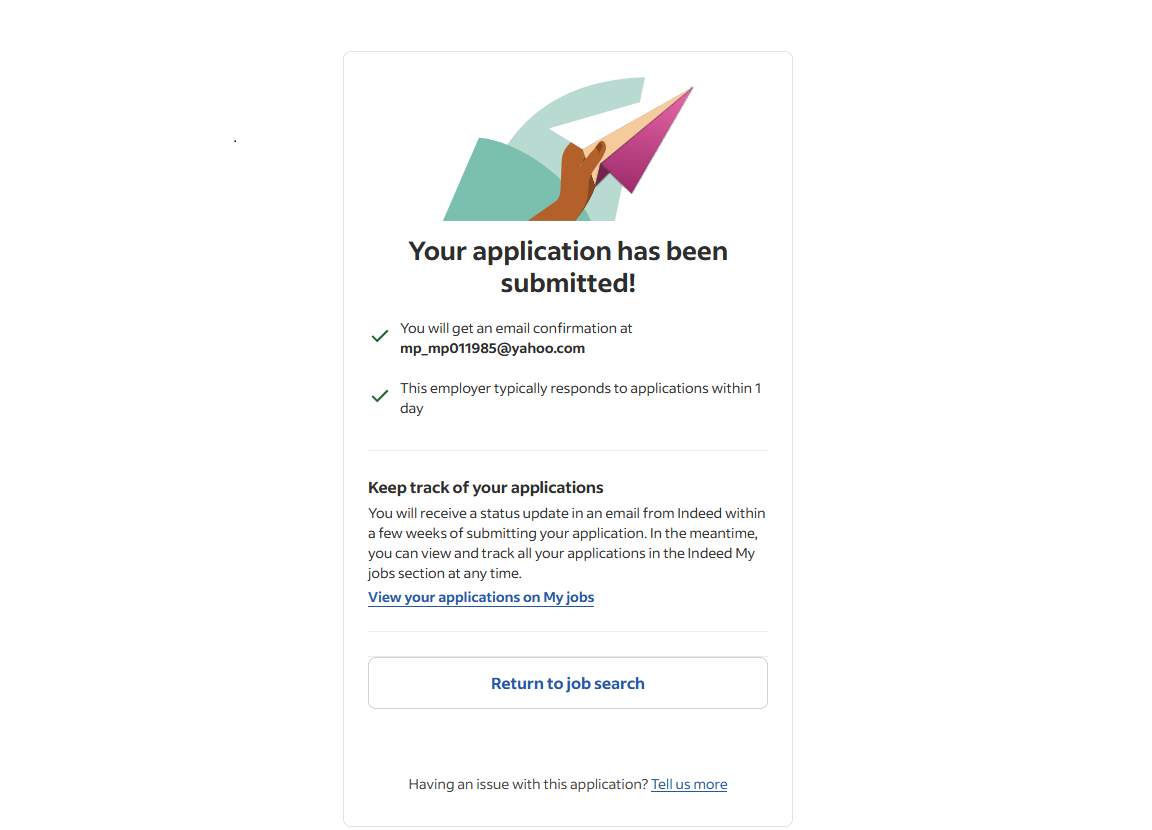 Your application has been
submitted!
You will get an email confirmation at
mp_mp011985@yahoo.com
This employer typically responds to applications within 1
day
Keep track of your applications
You will receive a status update in an email from Indeed within
a few weeks of submitting your application. In the meantime,
you can view and track all your applications in the Indeed My
jobs section at any time.
View your applications on My jobs
Return to job search
Having an issue with this application? Tell us more